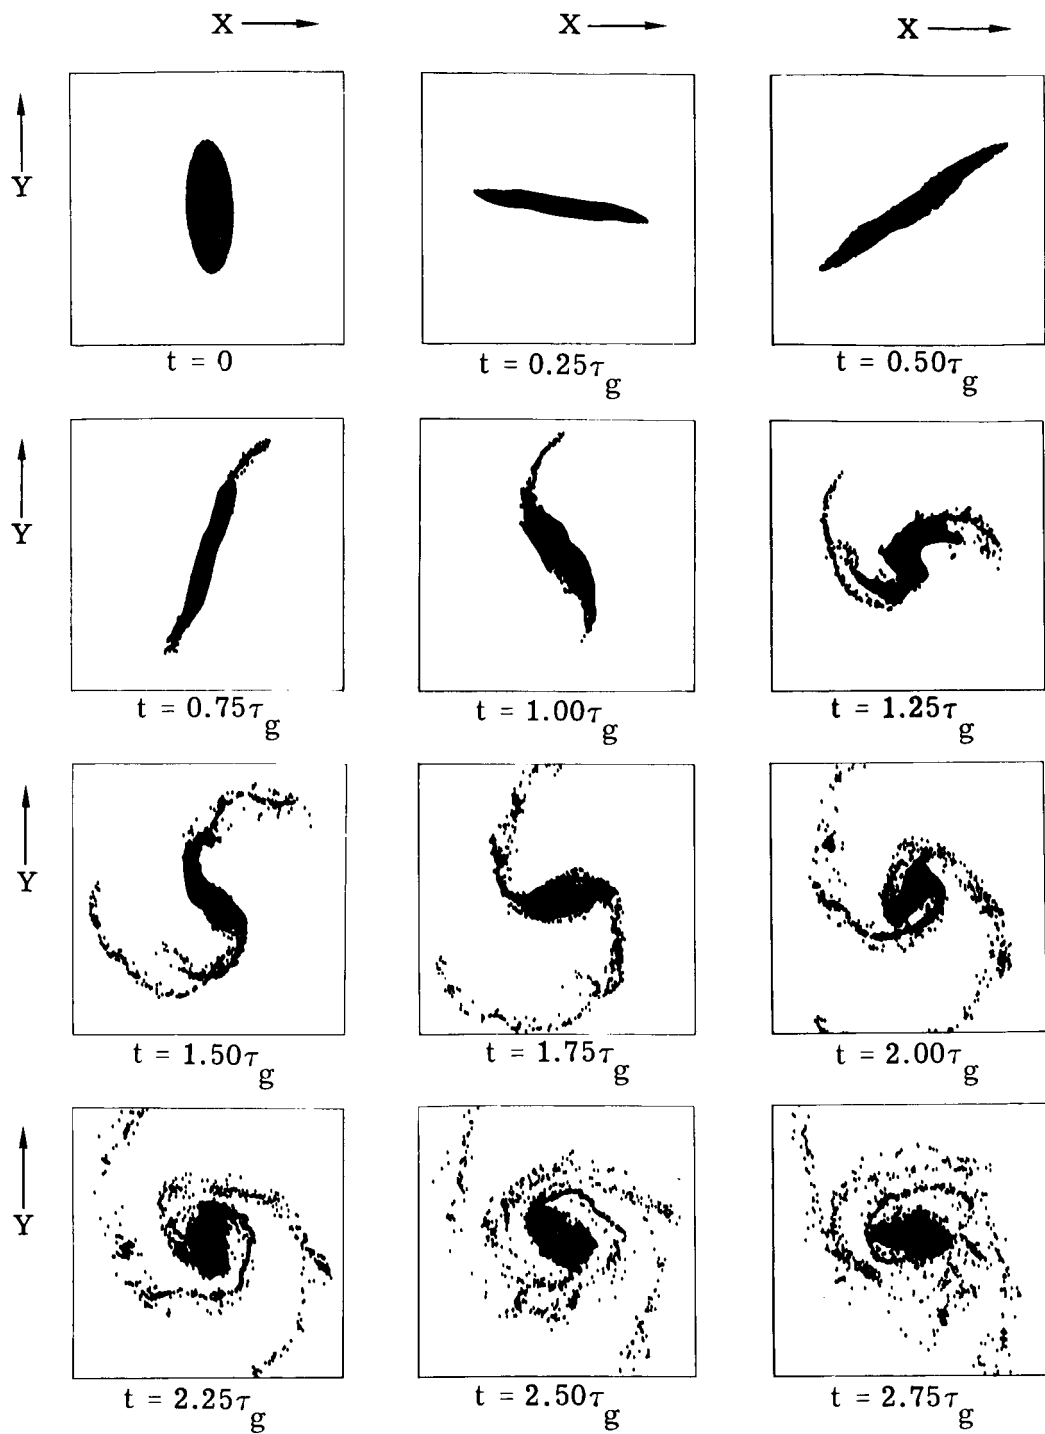 X X X
Y
t = 0 t = 0.25τg t = 0.50τg
Y
t = 0.75τg t = 1.00τg t = 1.25τg
Y
t = 1.50τg t = 1.75τg t = 2.00τg
Y
t = 2.25τg t = 2.50τg t = 2.75τg